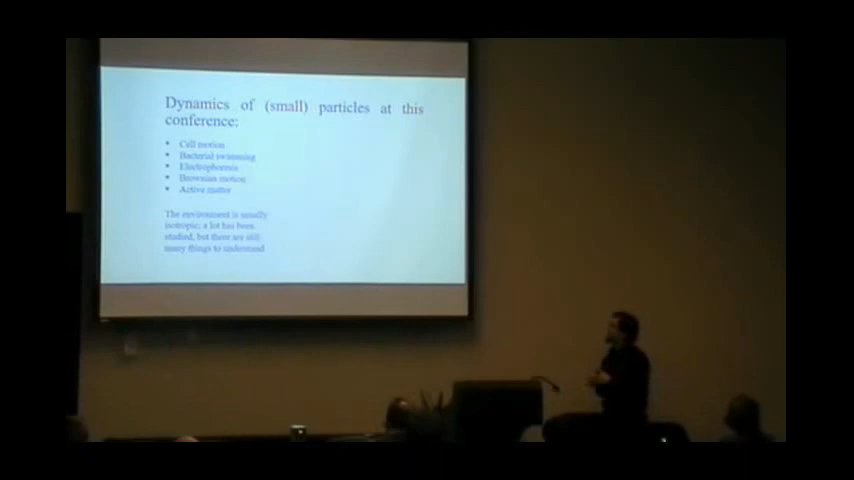 Dynamics of (small) particles at this
conference:
• Cell motion
• Bacterial swimming
• Electrophoresis
• Brownian motion
• Active matter
The environment is usually
isotropic; a lot has been
studied, but there are still
many things to understand